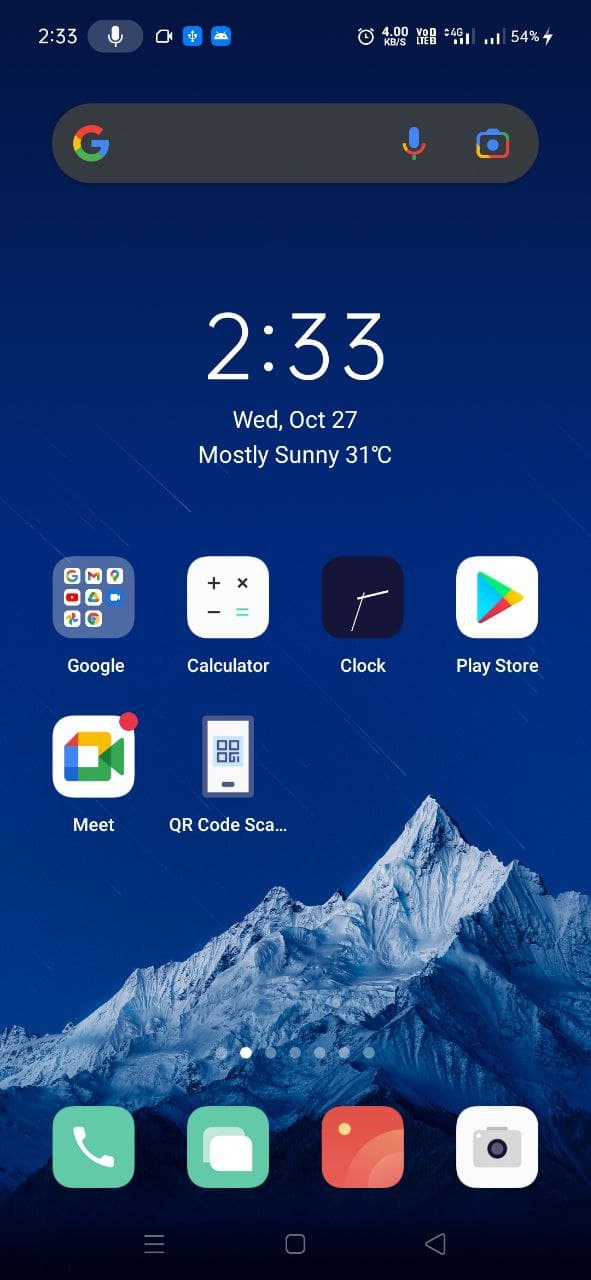 2:33
4.00
KB/S
VoD
LTE2
4G
54%
2:33
Wed, Oct 27
Mostly Sunny 31°C
Google
Calculator
Clock
Play Store
Meet
QR Code Sca...